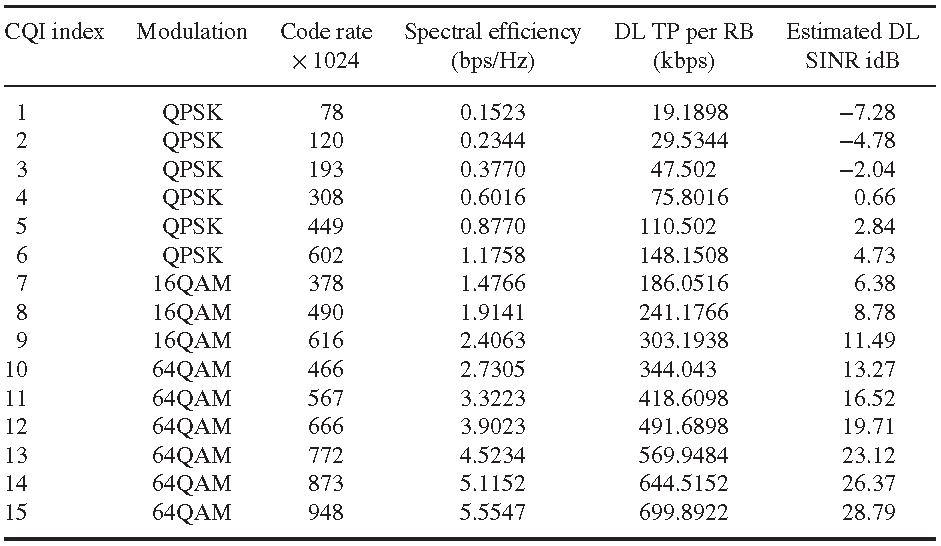 CQI index Modulation Code rate Spectral efficiency DL TP per RB Estimated DL
× 1024 (bps/Hz) (kbps) SINR idB
1 QPSK 78 0.1523 19.1898 −7.28
2 QPSK 120 0.2344 29.5344 −4.78
3 QPSK 193 0.3770 47.502 −2.04
4 QPSK 308 0.6016 75.8016 0.66
5 QPSK 449 0.8770 110.502 2.84
6 QPSK 602 1.1758 148.1508 4.73
7 16QAM 378 1.4766 186.0516 6.38
8 16QAM 490 1.9141 241.1766 8.78
9 16QAM 616 2.4063 303.1938 11.49
10 64QAM 466 2.7305 344.043 13.27
11 64QAM 567 3.3223 418.6098 16.52
12 64QAM 666 3.9023 491.6898 19.71
13 64QAM 772 4.5234 569.9484 23.12
14 64QAM 873 5.1152 644.5152 26.37
15 64QAM 948 5.5547 699.8922 28.79